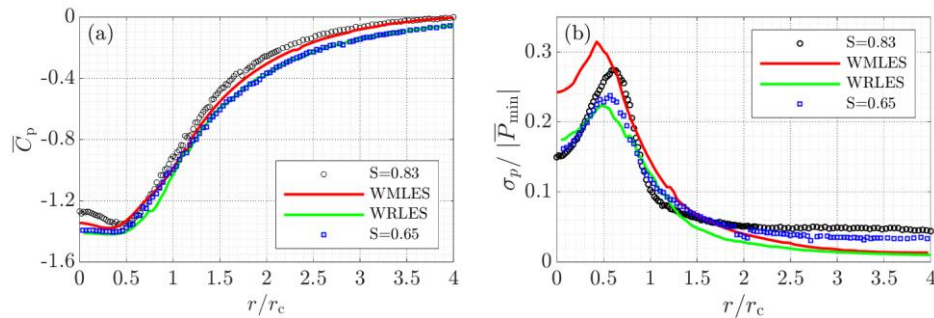 (a)
0
-0.4
-0.8
-1.2
-1.6
C̅p
S=0.83
WMLES
WRLES
S=0.65
0 0.5 1 1.5 2 2.5 3 3.5 4
r/rc
(b)
0.3
0.2
0.1
0
σp/ |P̅min|
S=0.83
WMLES
WRLES
S=0.65
0 0.5 1 1.5 2 2.5 3 3.5 4
r/rc